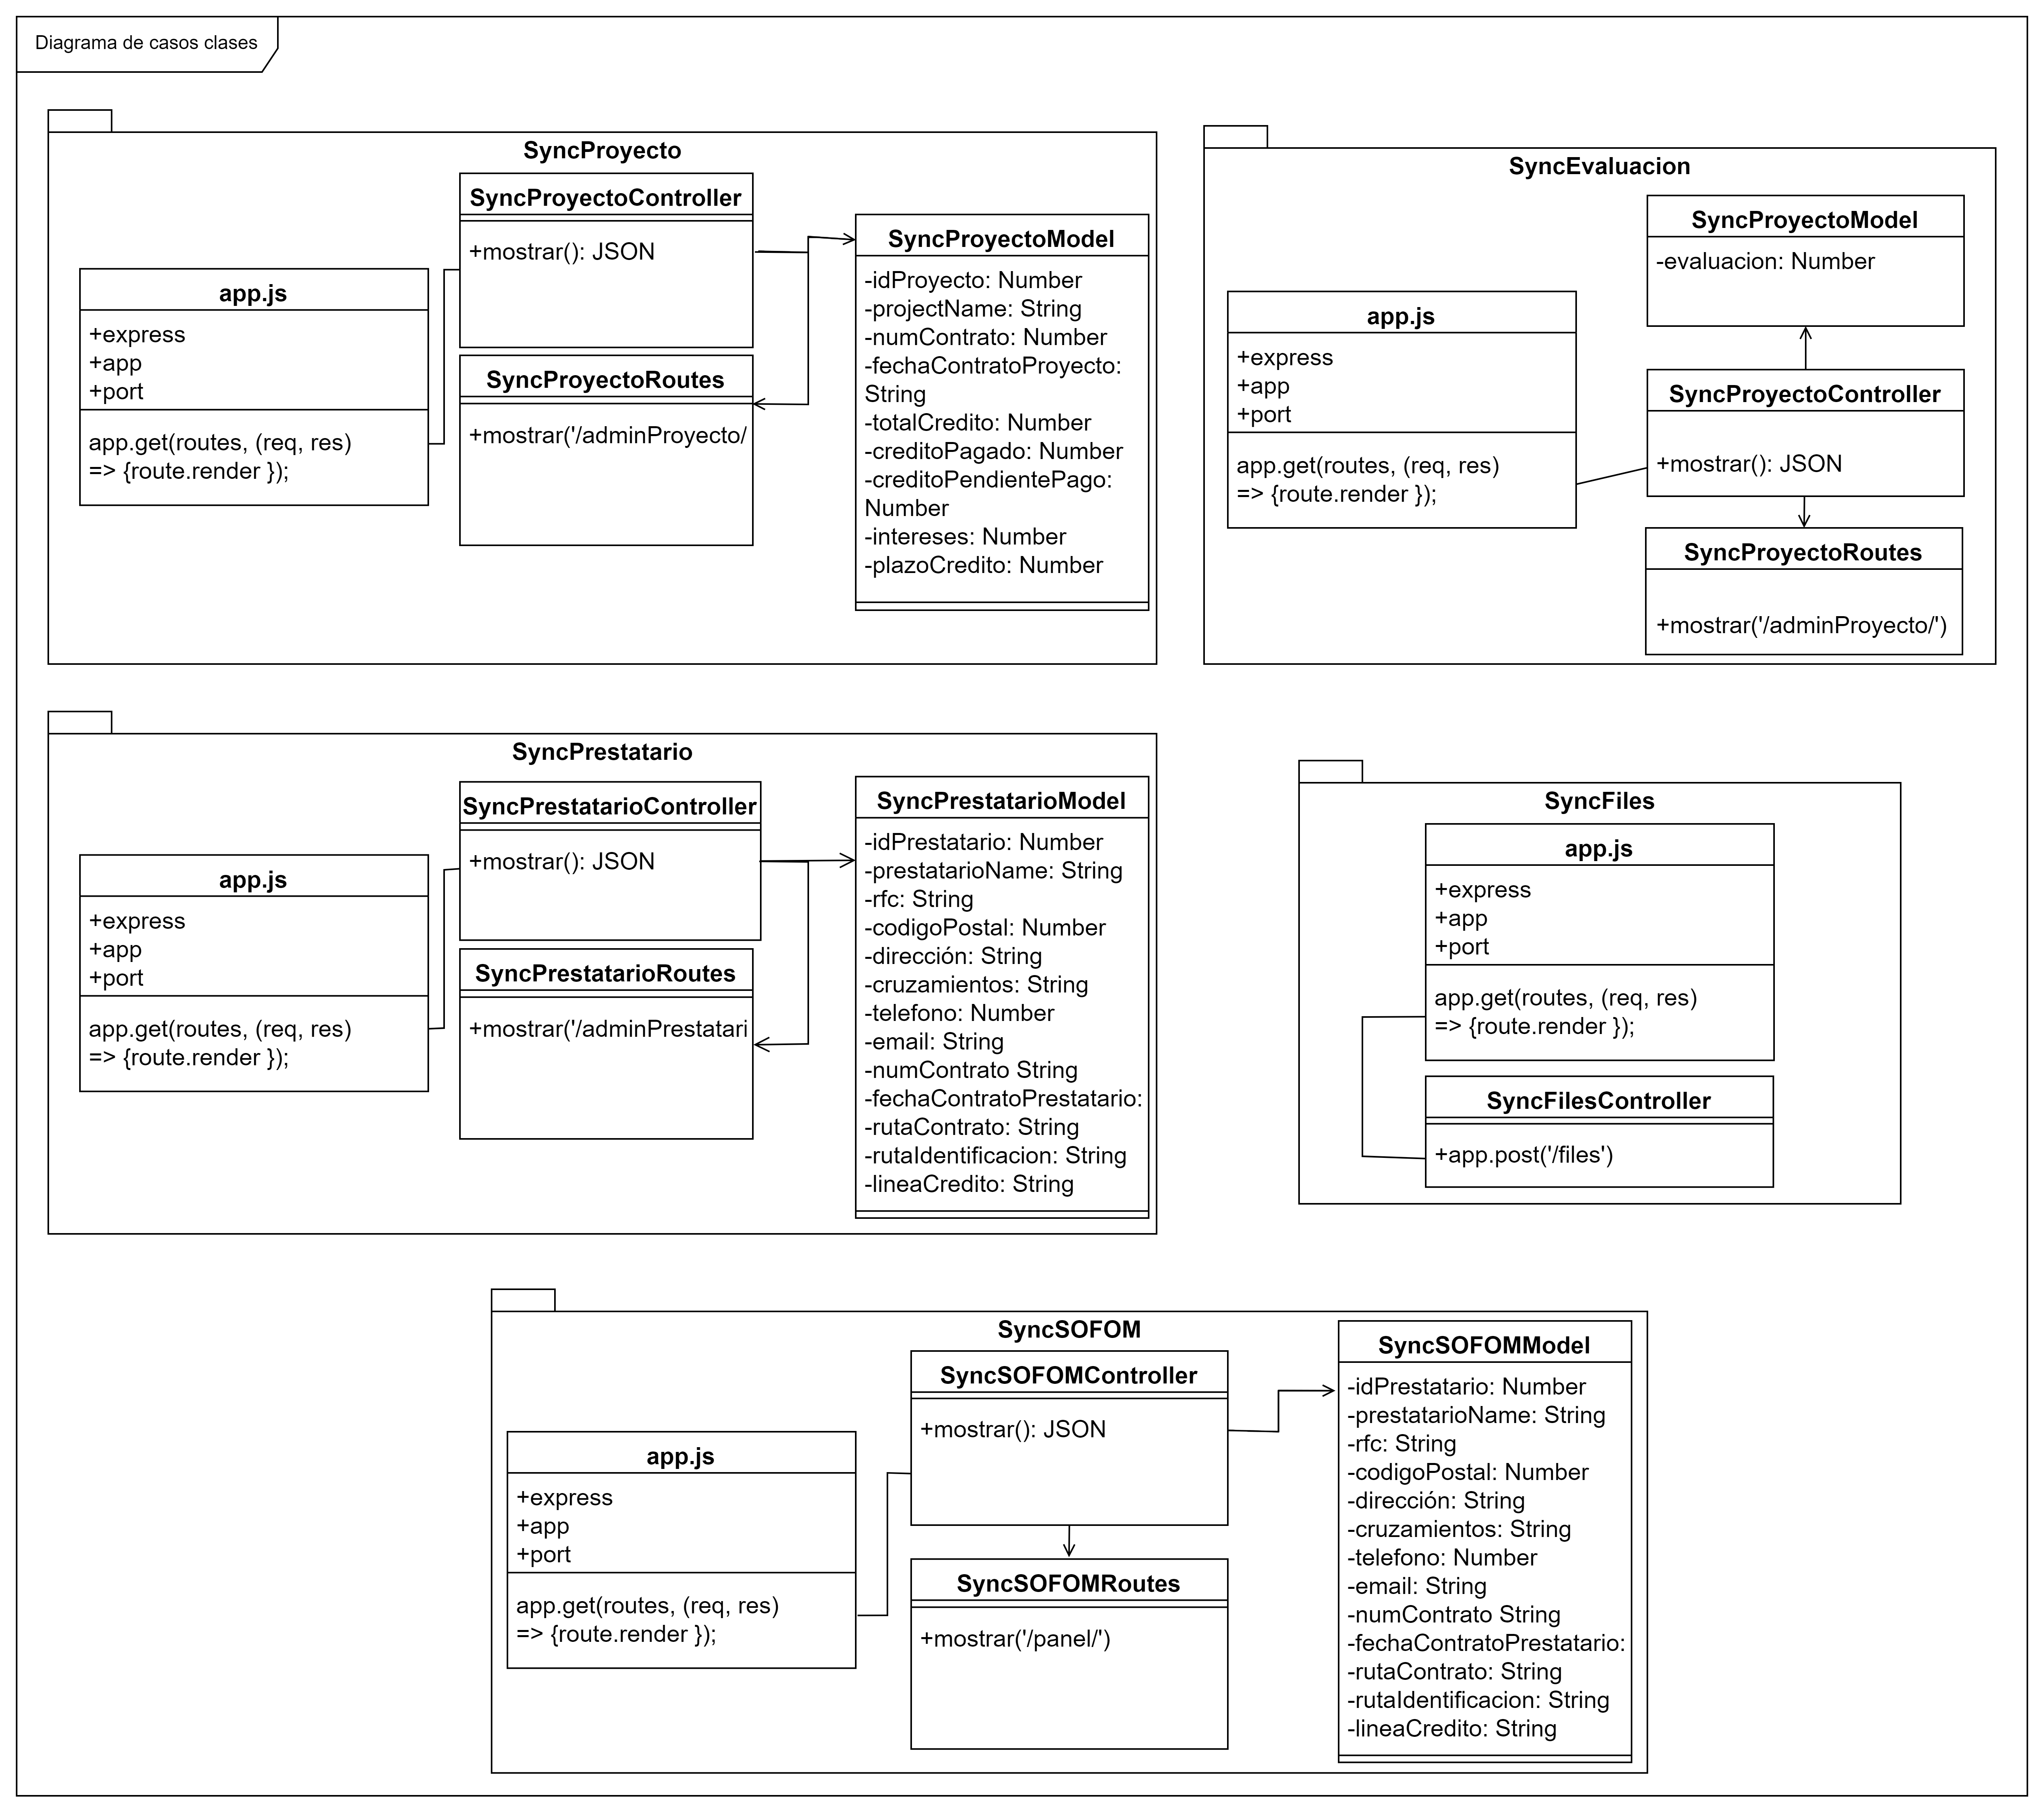 Diagrama de casos clases
SyncProyecto
SyncProyectoController
+mostrar(): JSON
app.js
+express
+app
+port
app.get(routes, (req, res)
=> {route.render });
SyncProyectoRoutes
+mostrar('/adminProyecto/
SyncProyectoModel
-idProyecto: Number
-projectName: String
-numContrato: Number
-fechaContratoProyecto:
String
-totalCredito: Number
-creditoPagado: Number
-creditoPendientePago:
Number
-intereses: Number
-plazoCredito: Number
SyncEvaluacion
SyncProyectoModel
-evaluacion: Number
app.js
+express
+app
+port
app.get(routes, (req, res)
=> {route.render });
SyncProyectoController
+mostrar(): JSON
SyncProyectoRoutes
+mostrar('/adminProyecto/')
SyncPrestatario
SyncPrestatarioController
+mostrar(): JSON
app.js
+express
+app
+port
app.get(routes, (req, res)
=> {route.render });
SyncPrestatarioRoutes
+mostrar('/adminPrestatari
SyncPrestatarioModel
-idPrestatario: Number
-prestatarioName: String
-rfc: String
-codigoPostal: Number
-dirección: String
-cruzamientos: String
-telefono: Number
-email: String
-numContrato String
-fechaContratoPrestatario:
-rutaContrato: String
-rutaIdentificacion: String
-lineaCredito: String
SyncFiles
app.js
+express
+app
+port
app.get(routes, (req, res)
=> {route.render });
SyncFilesController
+app.post('/files')
SyncSOFOM
SyncSOFOMController
+mostrar(): JSON
app.js
+express
+app
+port
app.get(routes, (req, res)
=> {route.render });
SyncSOFOMRoutes
+mostrar('/panel/')
SyncSOFOMModel
-idPrestatario: Number
-prestatarioName: String
-rfc: String
-codigoPostal: Number
-dirección: String
-cruzamientos: String
-telefono: Number
-email: String
-numContrato String
-fechaContratoPrestatario:
-rutaContrato: String
-rutaIdentificacion: String
-lineaCredito: String